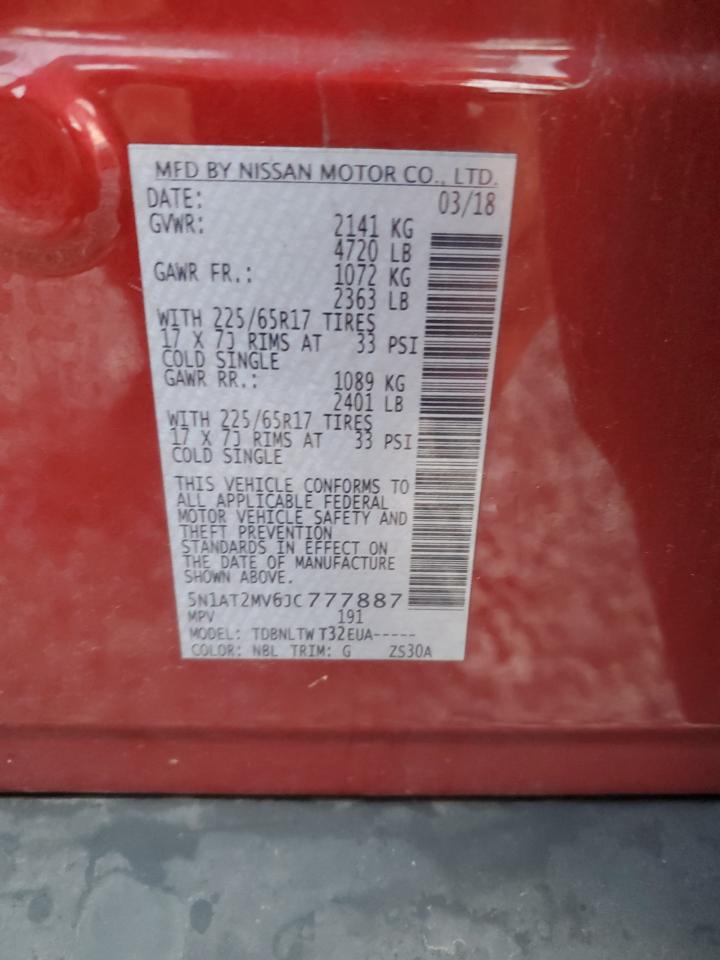 MFD BY NISSAN MOTOR CO., LTD.
DATE: 03/18
GVWR: 2141 KG
4720 LB
GAWR FR.: 1072 KG
2363 LB
WITH 225/65R17 TIRES
17 X 7J RIMS AT 33 PSI
COLD SINGLE
GAWR RR.: 1089 KG
2401 LB
WITH 225/65R17 TIRES
17 X 7J RIMS AT 33 PSI
COLD SINGLE
THIS VEHICLE CONFORMS TO
ALL APPLICABLE FEDERAL
MOTOR VEHICLE SAFETY AND
THEFT PREVENTION
STANDARDS IN EFFECT ON
THE DATE OF MANUFACTURE
SHOWN ABOVE.
5N1AT2MV6JC777887
MPV 191
MODEL: TDBNLTW T32EUA-----
COLOR: NBL TRIM: G ZS30A